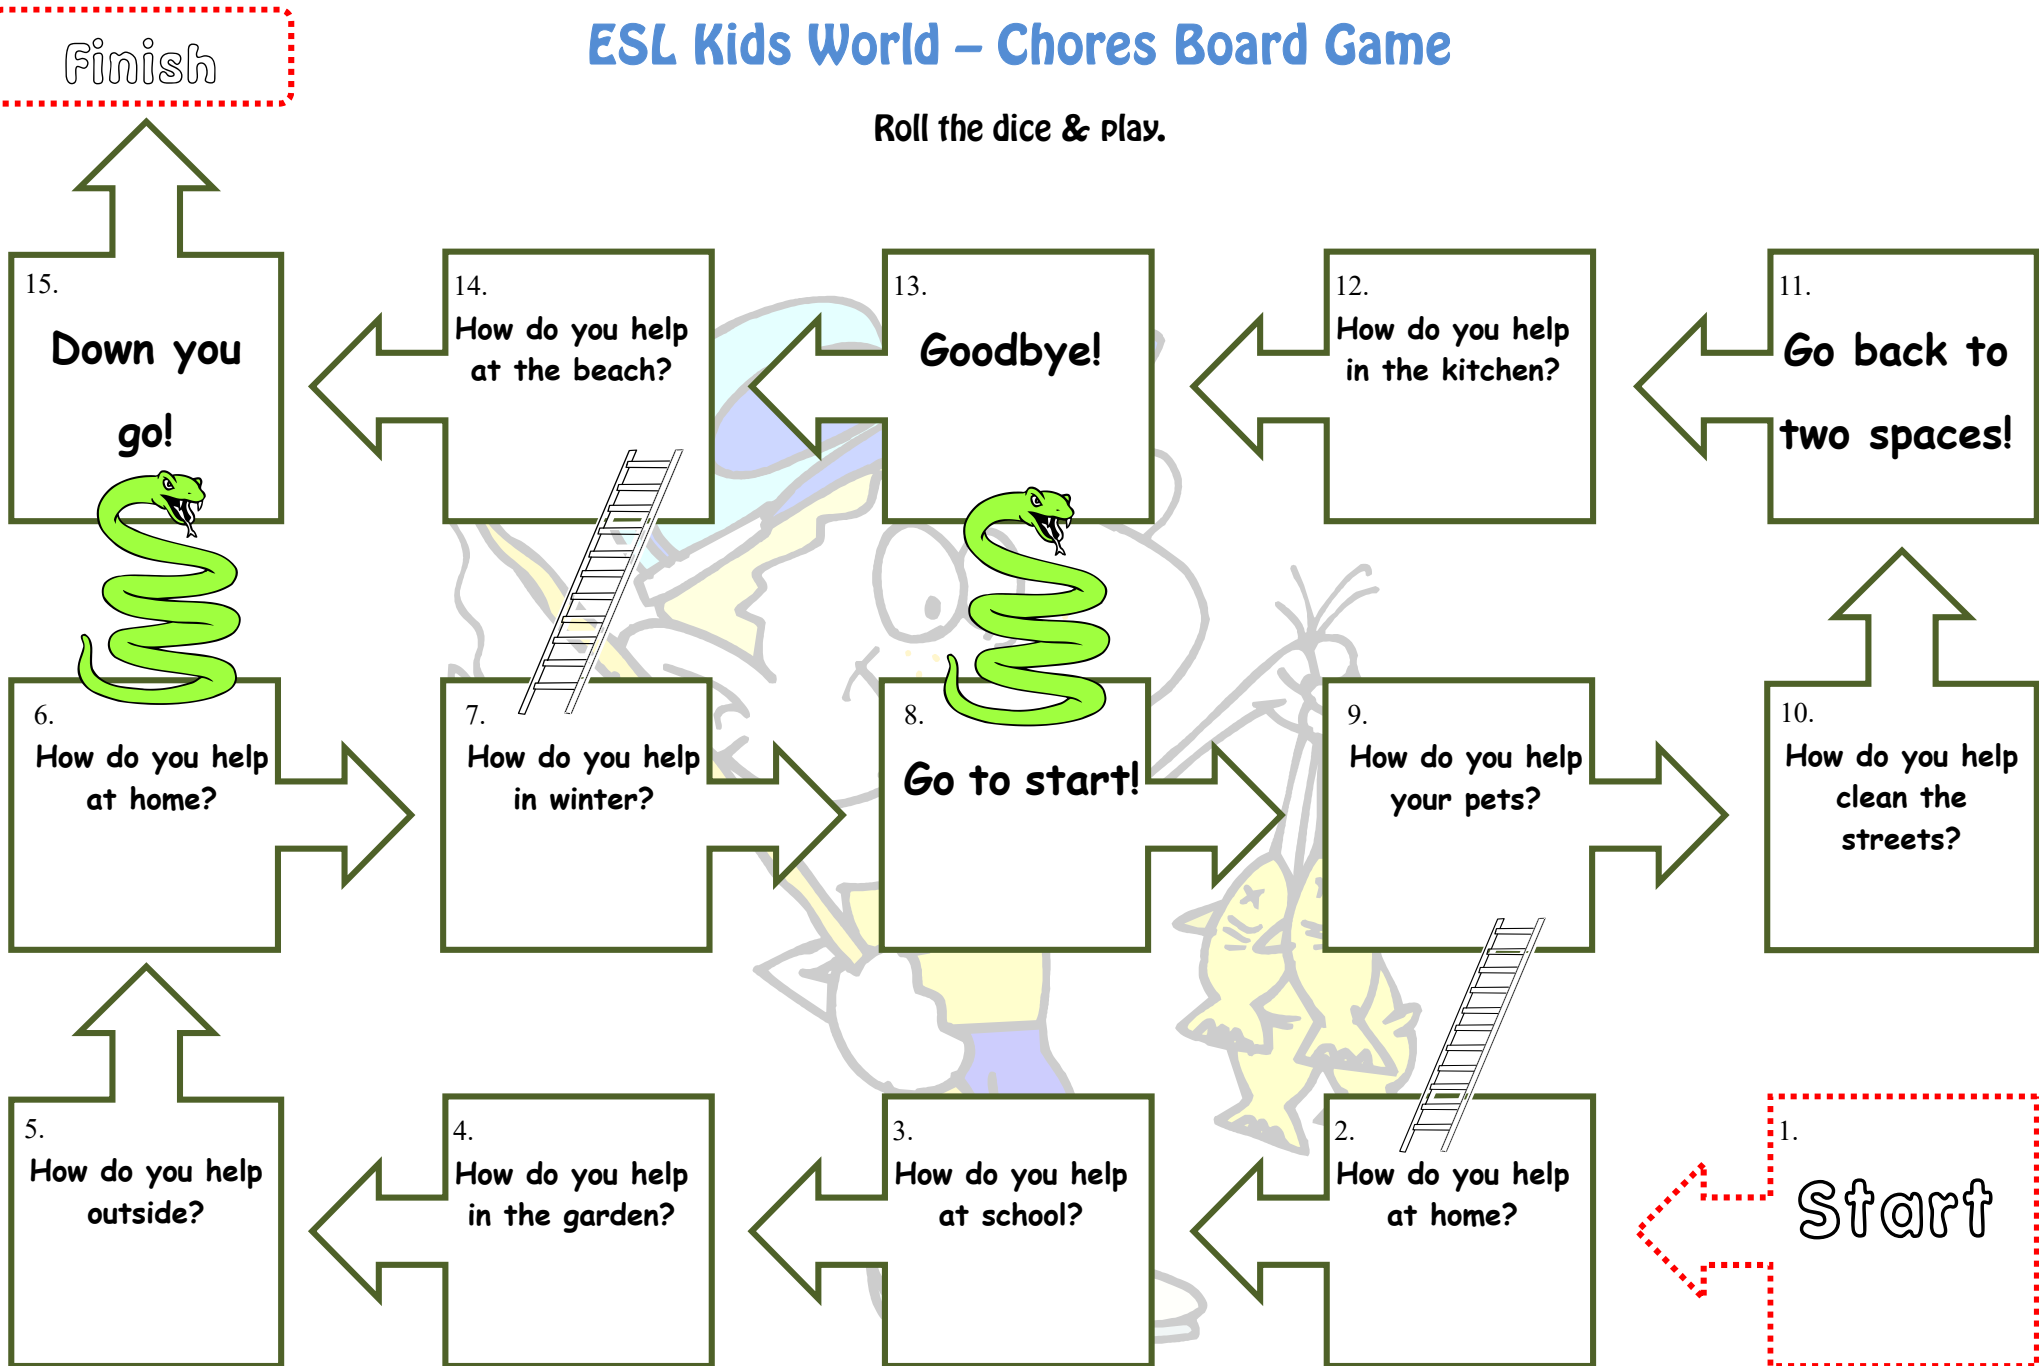 Finish
ESL Kids World – Chores Board Game
Roll the dice & play.
15.
Down you
go!
14.
How do you help
at the beach?
13.
Goodbye!
12.
How do you help
in the kitchen?
11.
Go back to
two spaces!
6.
How do you help
at home?
7.
How do you help
in winter?
8.
Go to start!
9.
How do you help
your pets?
10.
How do you help
clean the
streets?
5.
How do you help
outside?
4.
How do you help
in the garden?
3.
How do you help
at school?
2.
How do you help
at home?
1.
Start